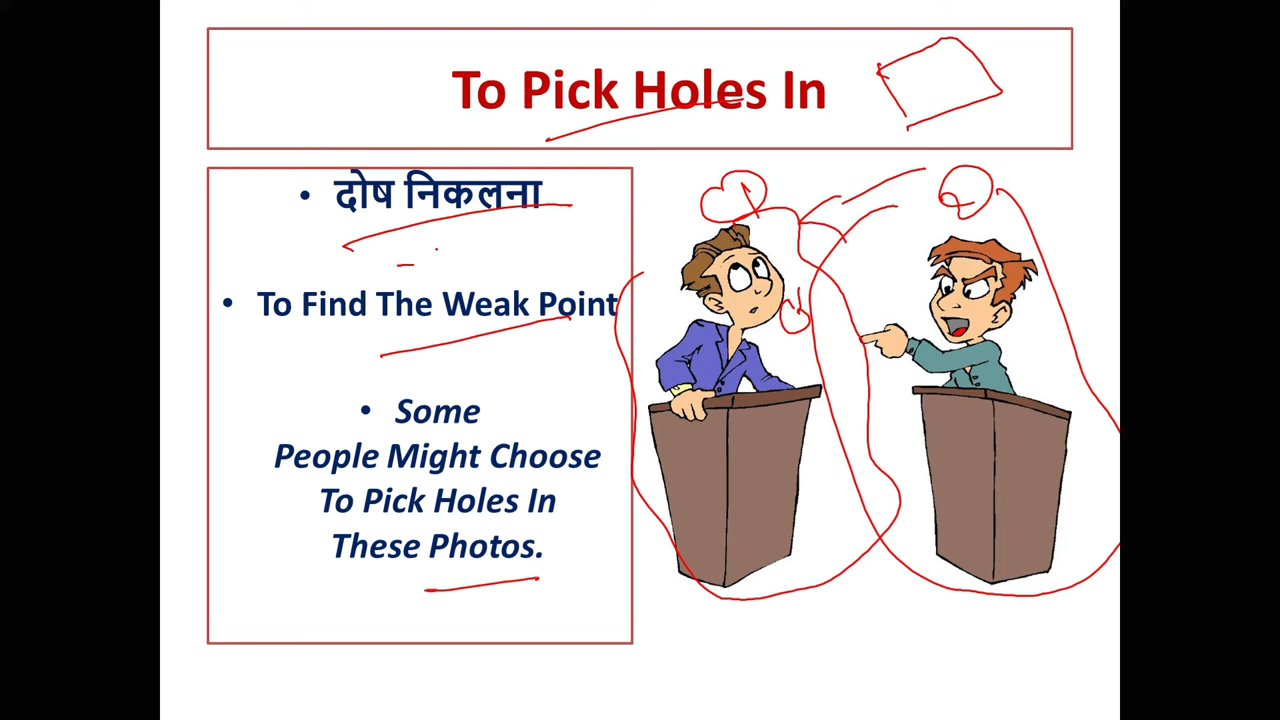 To Pick Holes In
• दोष निकलना
• To Find The Weak Point
• Some
People Might Choose
To Pick Holes In
These Photos.